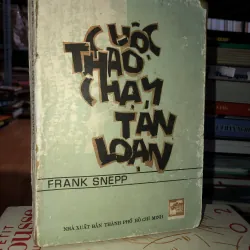 CUỘC
THÁO
CHẠY
TÁN
LOẠN
FRANK SNEPP
NHÀ XUẤT BẢN THÀNH PHỐ HỒ CHÍ MINH